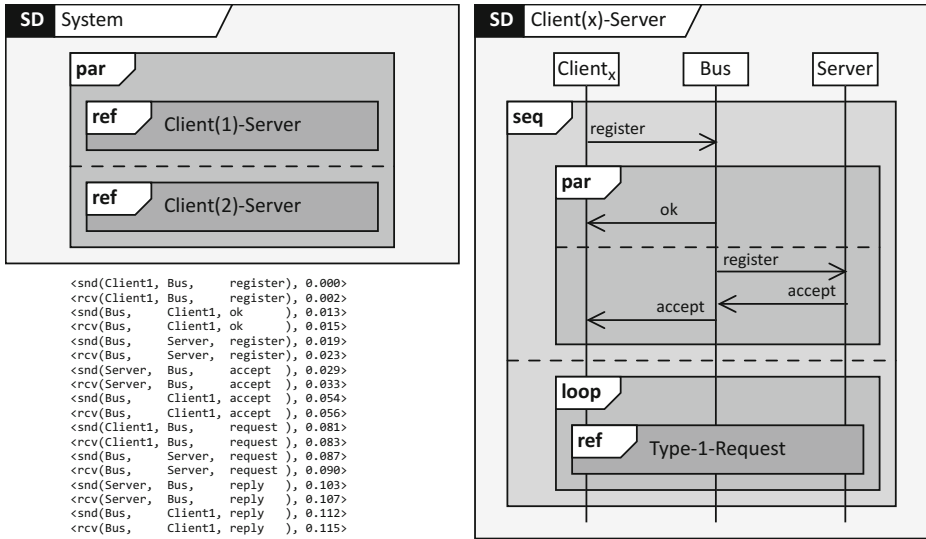 SD System
par
ref Client(1)-Server
ref Client(2)-Server
<snd(Client1, Bus, register), 0.000>
<rcv(Client1, Bus, register), 0.002>
<snd(Bus, Client1, ok ), 0.013>
<rcv(Bus, Client1, ok ), 0.015>
<snd(Bus, Server, register), 0.019>
<rcv(Bus, Server, register), 0.023>
<snd(Server, Bus, accept ), 0.029>
<rcv(Server, Bus, accept ), 0.033>
<snd(Bus, Client1, accept ), 0.054>
<rcv(Bus, Client1, accept ), 0.056>
<snd(Client1, Bus, request ), 0.081>
<rcv(Client1, Bus, request ), 0.083>
<snd(Bus, Server, request ), 0.087>
<rcv(Bus, Server, request ), 0.090>
<snd(Server, Bus, reply ), 0.103>
<rcv(Server, Bus, reply ), 0.107>
<snd(Bus, Client1, reply ), 0.112>
<rcv(Bus, Client1, reply ), 0.115>
SD Client(x)-Server
Clientx Bus Server
seq
register
par
ok
register
accept
accept
loop
ref Type-1-Request